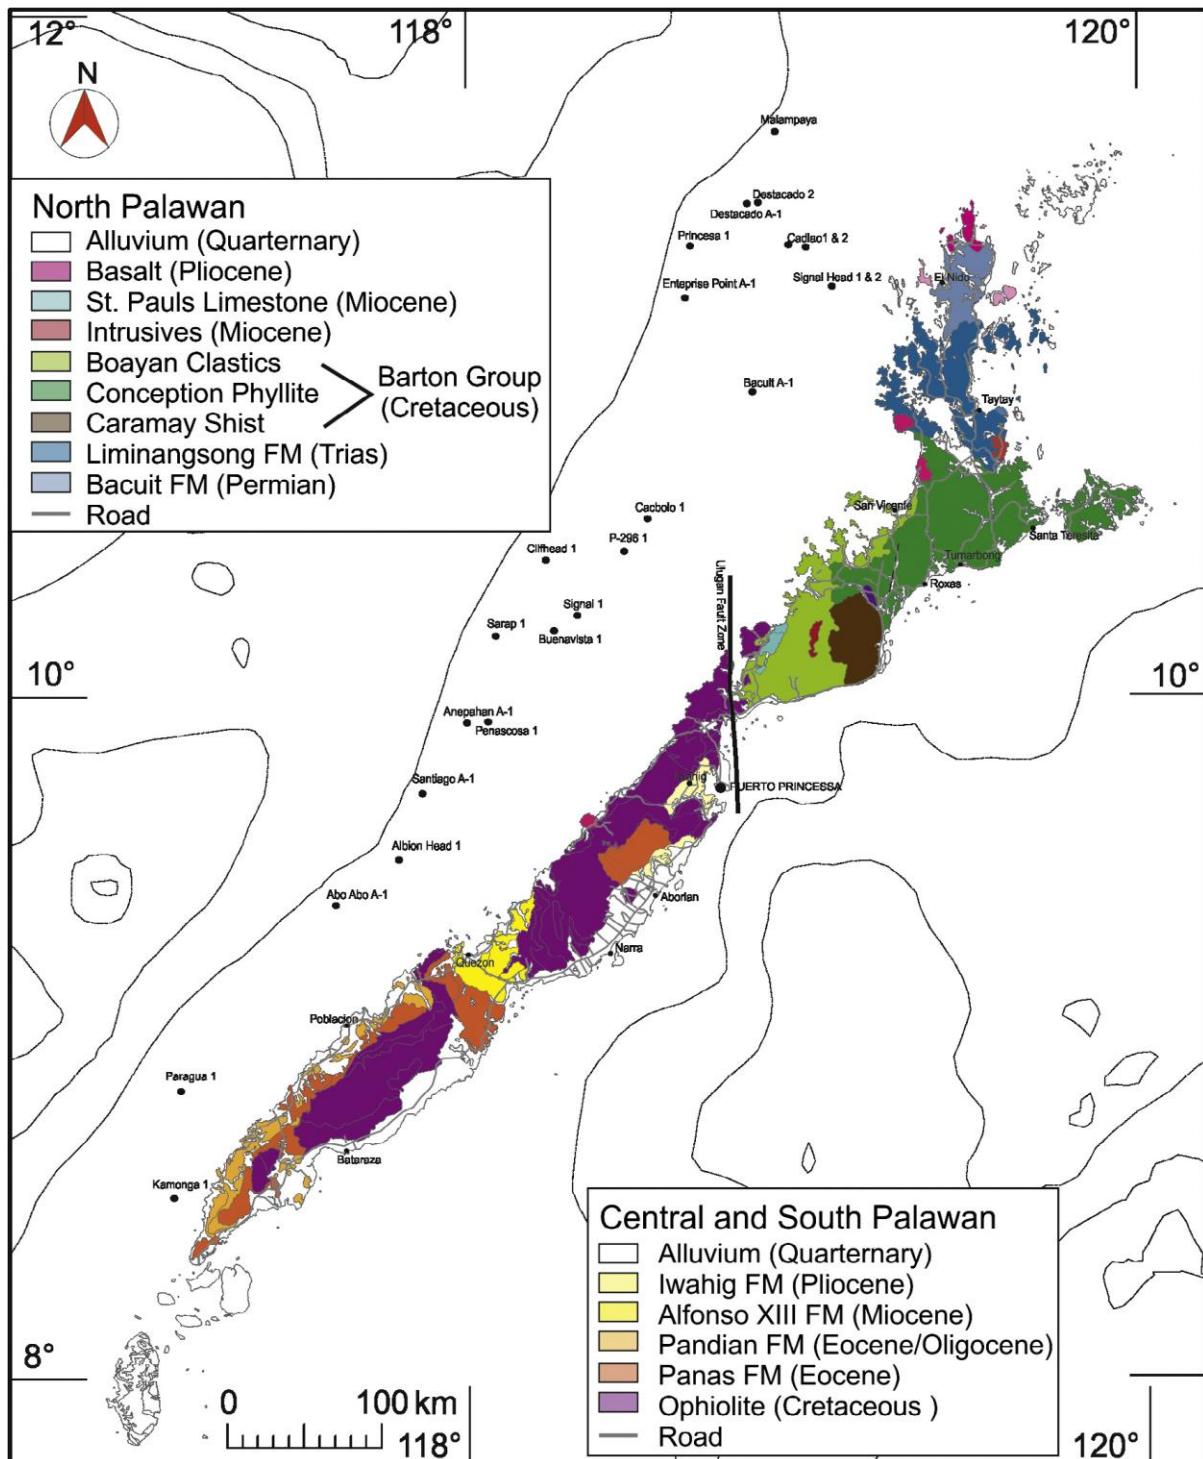 12°
118°
120°
N
North Palawan
Alluvium (Quarternary)
Basalt (Pliocene)
St. Pauls Limestone (Miocene)
Intrusives (Miocene)
Boayan Clastics
Conception Phyllite
Caramay Shist
Barton Group
(Cretaceous)
Liminangsong FM (Trias)
Bacuit FM (Permian)
Road
Malampaya
Destacado 2
Destacado A-1
Princesa 1
Cadlao1 & 2
Enteprise Point A-1
Signal Head 1 & 2
El Nido
Bacuit A-1
Taytay
Cacbolo 1
San Vicente
P-296 1
Santa Teresita
Cliffhead 1
Tumarbong
Roxas
Ulugan Fault Zone
Signal 1
Sarap 1
Buenavista 1
10°
10°
Anepahan A-1
Penascosa 1
Santiago A-1
PUERTO PRINCESSA
Albion Head 1
Abo Abo A-1
Aborlan
Narra
Quezon
Poblacion
Paragua 1
Bataraza
Kamonga 1
Central and South Palawan
Alluvium (Quarternary)
Iwahig FM (Pliocene)
Alfonso XIII FM (Miocene)
Pandian FM (Eocene/Oligocene)
Panas FM (Eocene)
Ophiolite (Cretaceous )
Road
8°
0 100 km
118°
120°